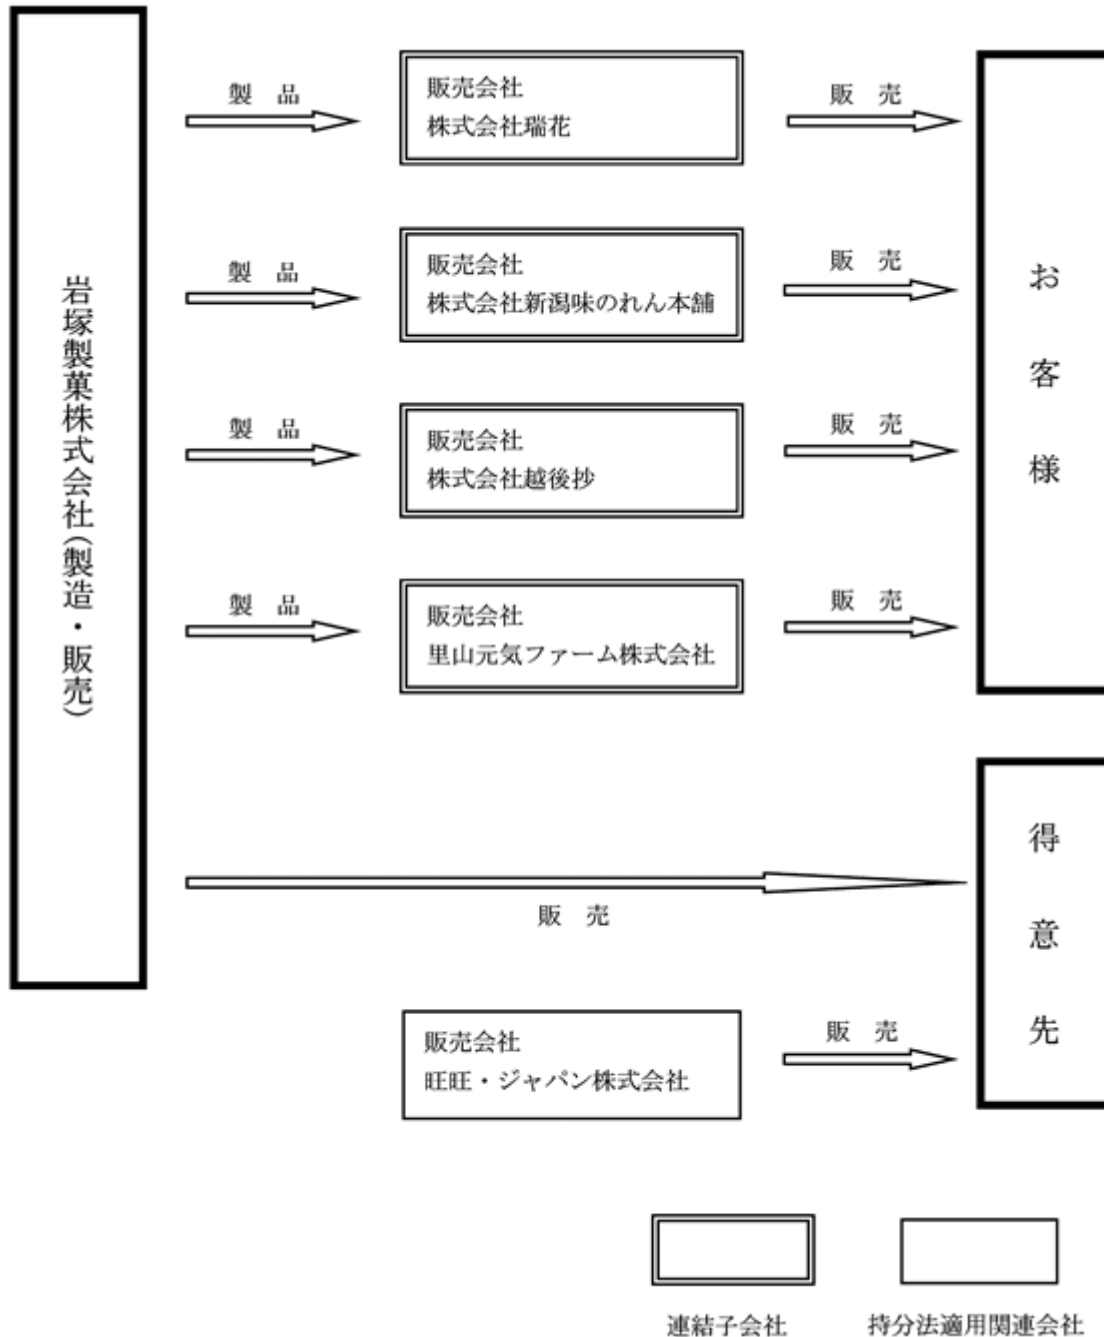 岩塚製菓株式会社(製造・販売)
製 品
販売会社
株式会社瑞花
販 売
製 品
販売会社
株式会社新潟味のれん本舗
販 売
製 品
販売会社
株式会社越後抄
販 売
製 品
販売会社
里山元気ファーム株式会社
販 売
お客様
販 売
販売会社
旺旺・ジャパン株式会社
販 売
得意先
連結子会社
持分法適用関連会社